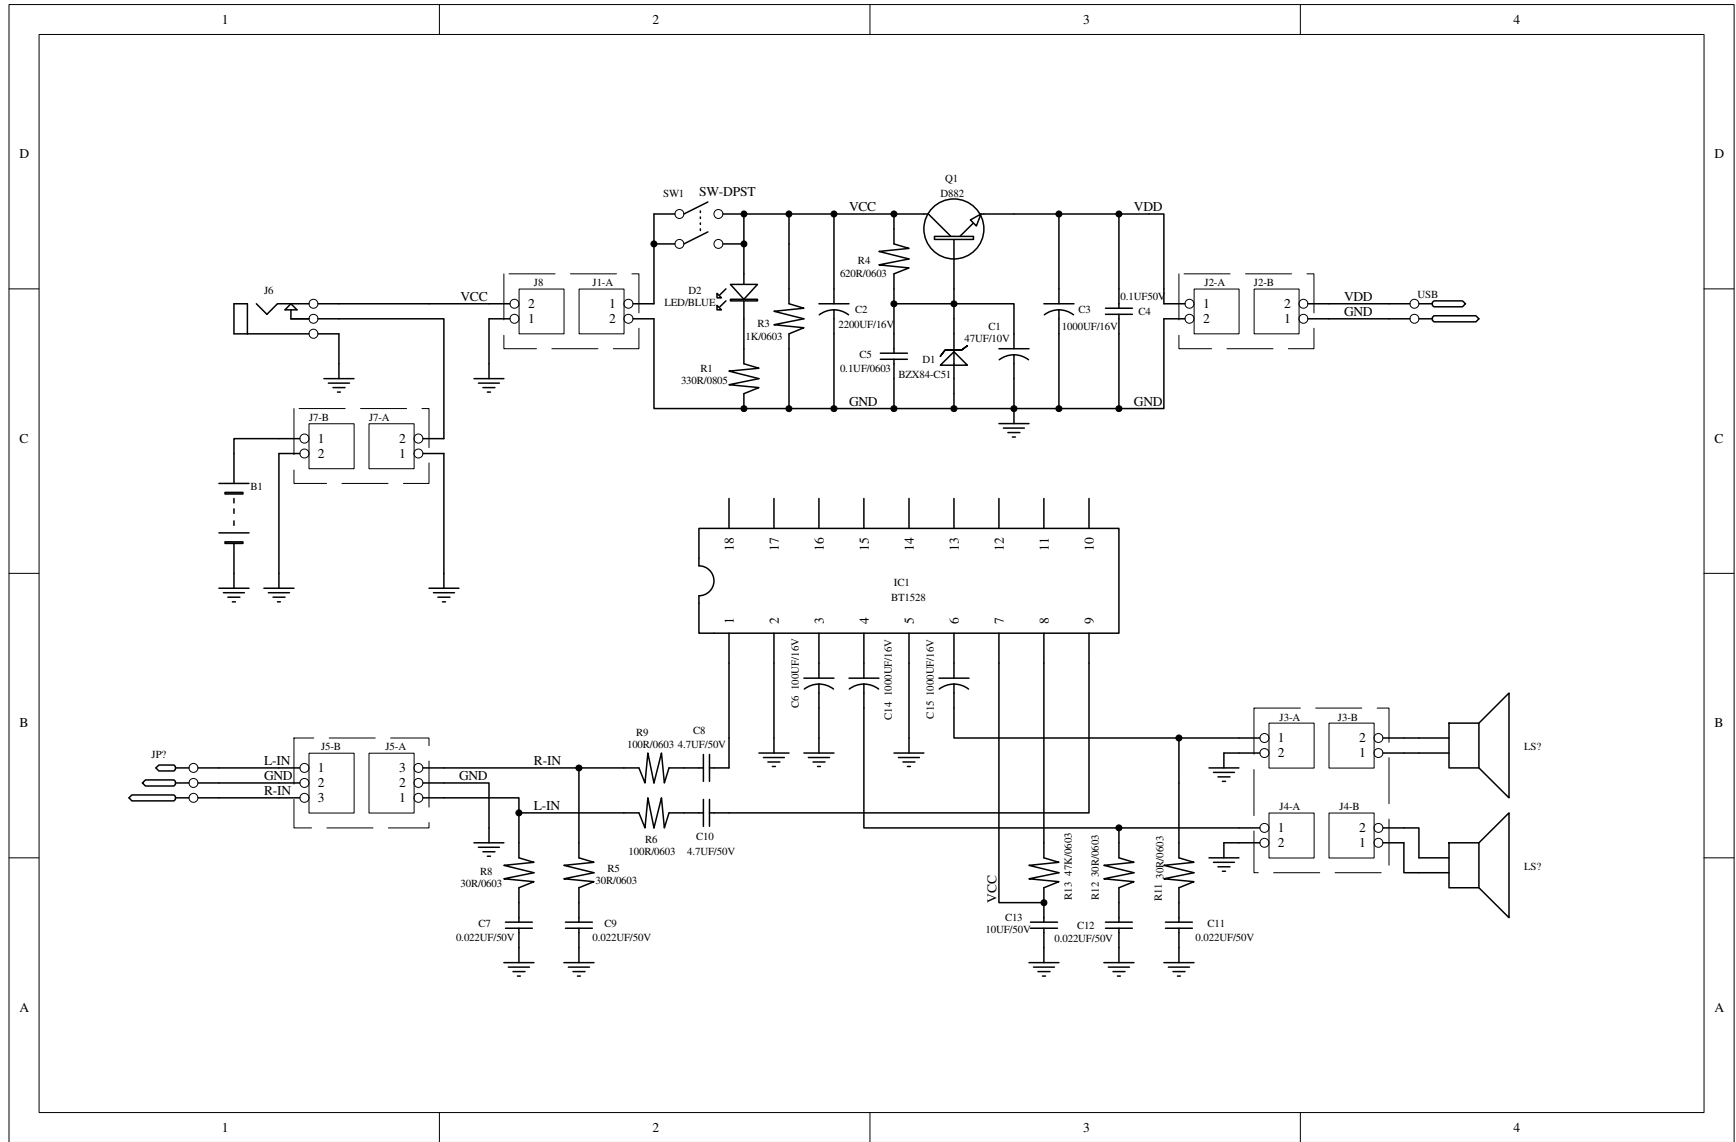 1 2 3 4
D D
Q1
D882
SW1 SW-DPST
VCC VDD
R4
620R/0603
J8 J1-A
J2-A J2-B
J6
VCC
2 1
1 2
D2
LED/BLUE
R3
1K/0603
C2
2200UF/16V
C3
1000UF/16V
0.1UF50V
C4
1 2
2 1
VDD USB
GND
C1
47UF/10V
C5
0.1UF/0603
D1
BZX84-C51
R1
330R/0805
GND GND
J7-B J7-A
1 2
2 1
C C
B1
18 17 16 15 14 13 12 11 10
IC1
BT1528
1 2 3 4 5 6 7 8 9
C6 100UF/16V
C14 1000UF/16V
C15 1000UF/16V
B B
J3-A J3-B
1 2
2 1
LS?
JP?
L-IN
GND
R-IN
J5-B J5-A
1 3
2 2
3 1
GND
R-IN
R9
100R/0603
C8
4.7UF/50V
L-IN
R6
100R/0603
C10
4.7UF/50V
J4-A J4-B
1 2
2 1
LS?
R8
30R/0603
R5
30R/0603
VCC
R13 47K/0603
R12 30R/0603
R11 30R/0603
C7
0.022UF/50V
C9
0.022UF/50V
C13
10UF/50V
C12
0.022UF/50V
C11
0.022UF/50V
A A
1 2 3 4